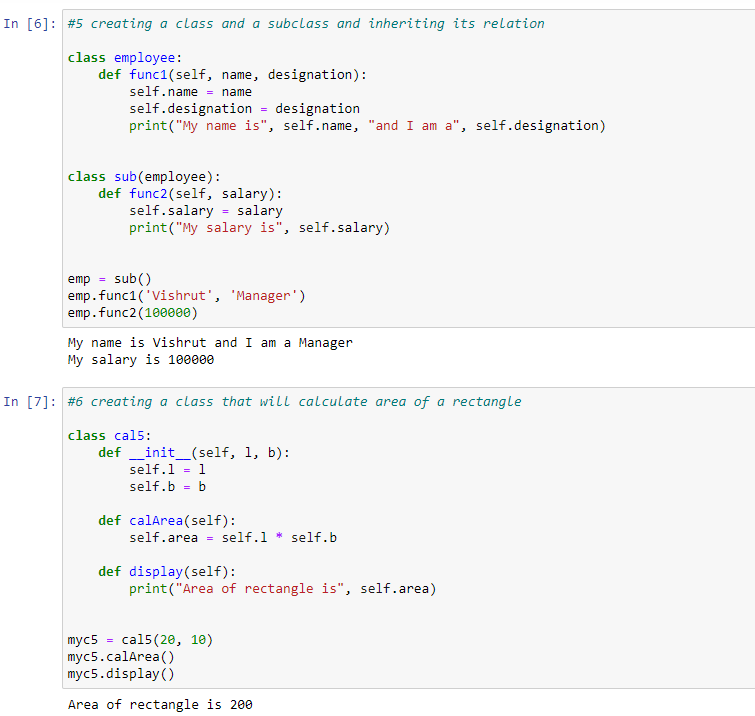 In [6]: #5 creating a class and a subclass and inheriting its relation
class employee:
def func1(self, name, designation):
self.name = name
self.designation = designation
print("My name is", self.name, "and I am a", self.designation)
class sub(employee):
def func2(self, salary):
self.salary = salary
print("My salary is", self.salary)
emp = sub()
emp.func1('Vishrut', 'Manager')
emp.func2(100000)
My name is Vishrut and I am a Manager
My salary is 100000
In [7]: #6 creating a class that will calculate area of a rectangle
class cal5:
def __init__(self, l, b):
self.l = l
self.b = b
def calArea(self):
self.area = self.l * self.b
def display(self):
print("Area of rectangle is", self.area)
myc5 = cal5(20, 10)
myc5.calArea()
myc5.display()
Area of rectangle is 200